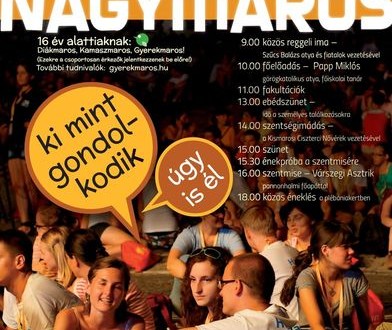 NAGYMAROS
16 év alattiaknak:
Diákmaros, Kamaszmaros, Gyerekmaros!
(Ezekre a csoportosan érkezők jelentkezzenek be előre!)
További tudnivalók: gyerekmaros.hu
ki mint
gondol-
kodik
úgy
is él
9.00 közös reggeli ima –
Szűcs Balázs atya és fiatalok vezetésével
10.00 főelőadás – Papp Miklós
görögkatolikus atya, főiskolai tanár
11.00 fakultációk
13.00 ebédszünet –
idő a személyes találkozásokra
14.00 szentségimádás –
a Kismarosi Ciszterci Nővérek vezetésével
15.00 szünet
15.30 énekpróba a szentmisére
16.00 szentmise – Várszegi Asztrik
pannonhalmi főapáttal
18.00 közös éneklés a plébániakertben